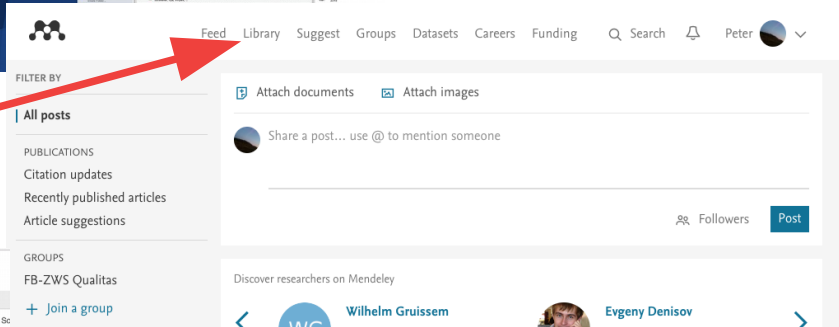 Feed Library Suggest Groups Datasets Careers Funding Search Peter
FILTER BY
All posts
PUBLICATIONS
Citation updates
Recently published articles
Article suggestions
GROUPS
FB-ZWS Qualitas
+ Join a group
Attach documents Attach images
Share a post... use @ to mention someone
Followers Post
Discover researchers on Mendeley
WG Wilhelm Gruissem Evgeny Denisov